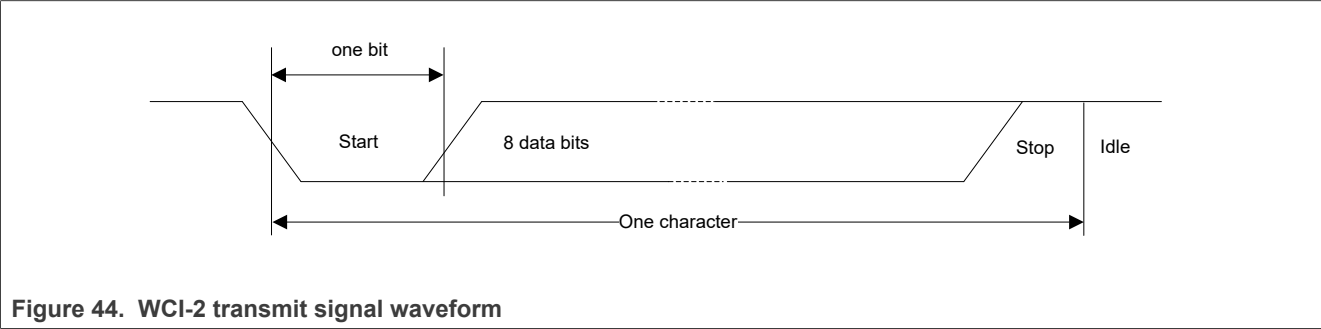 one bit
Start
8 data bits
Stop
Idle
One character
Figure 44. WCI-2 transmit signal waveform